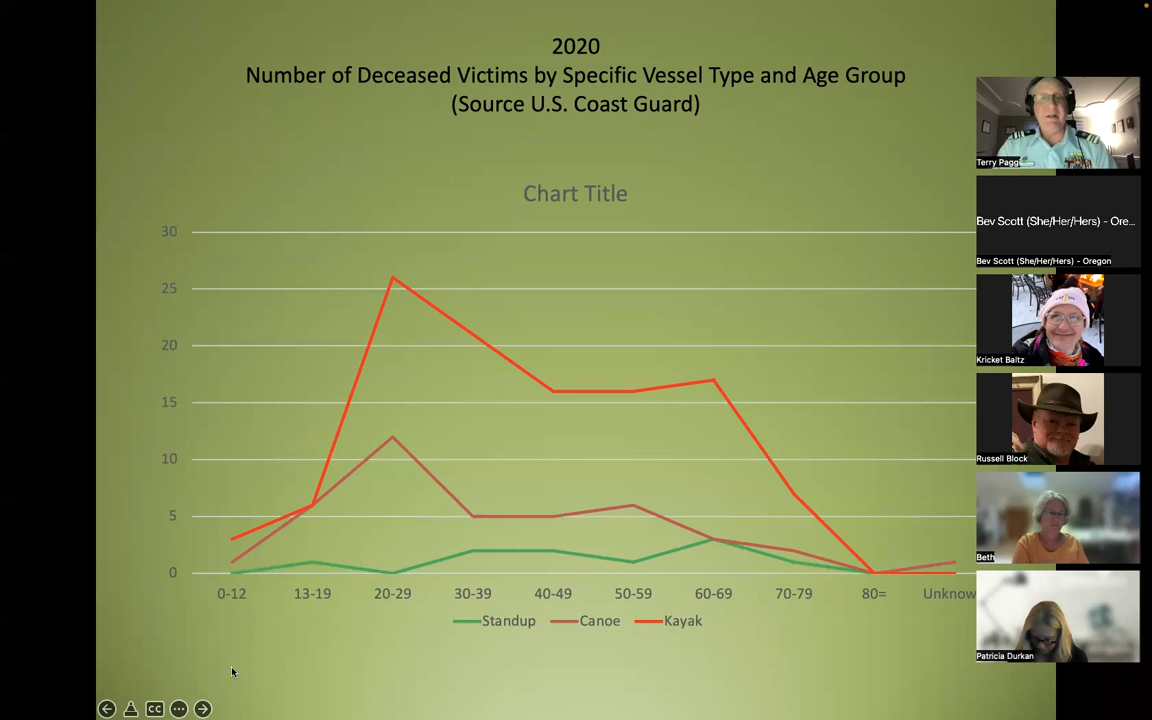 2020
Number of Deceased Victims by Specific Vessel Type and Age Group
(Source U.S. Coast Guard)
Chart Title
30
25
20
15
10
5
0
0-12 13-19 20-29 30-39 40-49 50-59 60-69 70-79 80= Unknow
Standup Canoe Kayak
CC
Terry Pagg
Bev Scott (She/Her/Hers) - Ore...
Bev Scott (She/Her/Hers) - Oregon
Kricket Baltz
Russell Block
Beth
Patricia Durkan